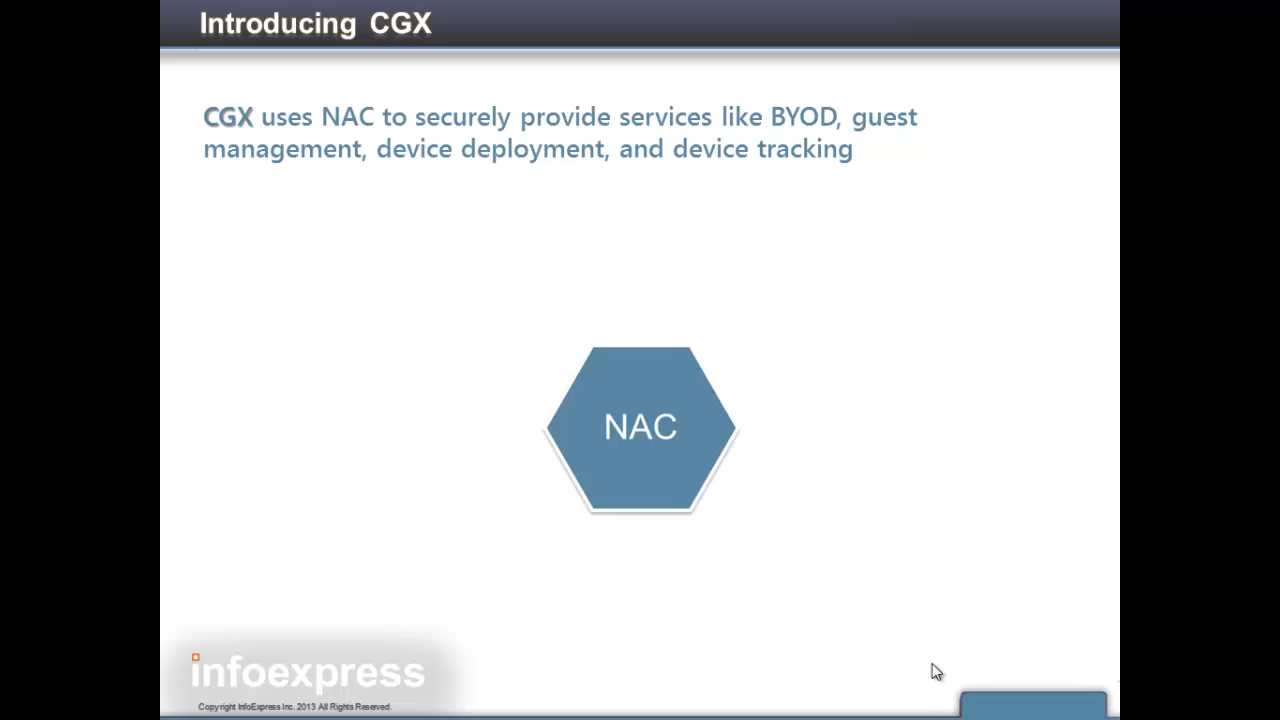 Introducing CGX
CGX uses NAC to securely provide services like BYOD, guest
management, device deployment, and device tracking
NAC
infoexpress
Copyright InfoExpress Inc. 2013 All Rights Reserved.